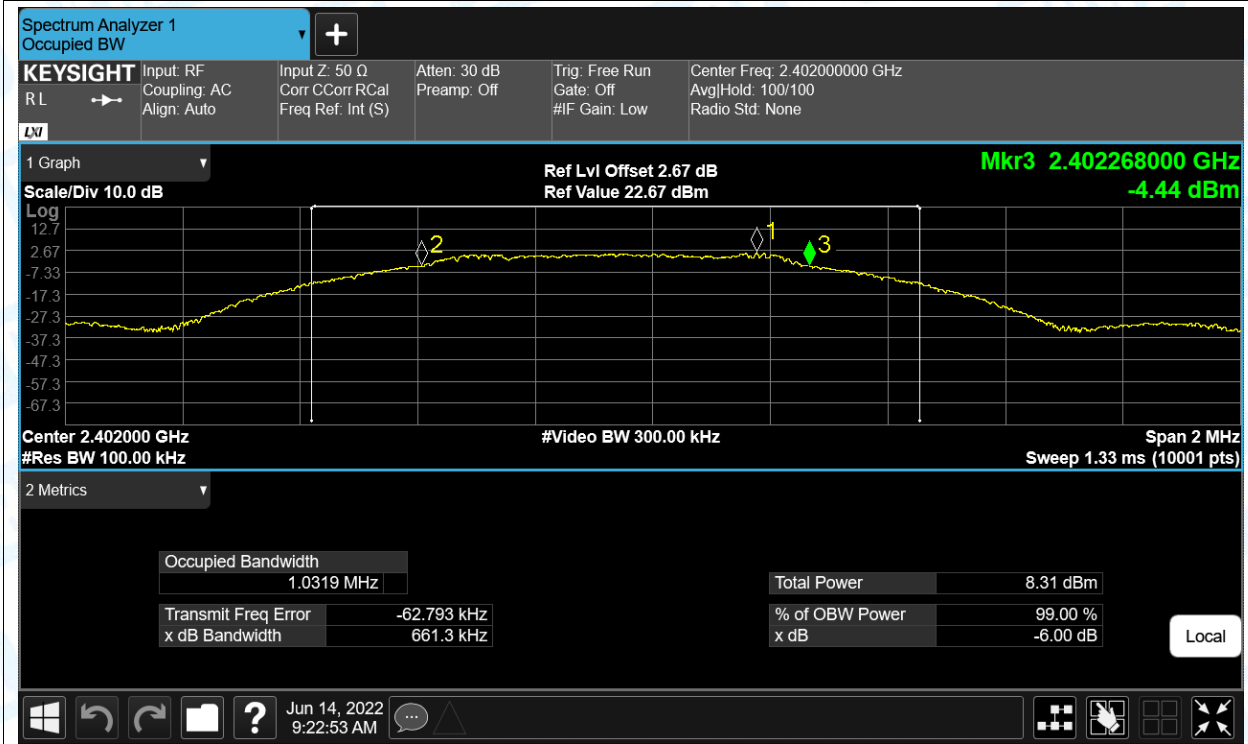 Spectrum Analyzer 1
Occupied BW
KEYSIGHT
R L
LXI
Input: RF
Coupling: AC
Align: Auto
Input Z: 50 Ω
Corr CCorr RCal
Freq Ref: Int (S)
Atten: 30 dB
Preamp: Off
Trig: Free Run
Gate: Off
#IF Gain: Low
Center Freq: 2.402000000 GHz
Avg|Hold: 100/100
Radio Std: None
1 Graph
Scale/Div 10.0 dB
Ref Lvl Offset 2.67 dB
Ref Value 22.67 dBm
Mkr3 2.402268000 GHz
-4.44 dBm
Log
12.7
2.67
-7.33
-17.3
-27.3
-37.3
-47.3
-57.3
-67.3
2
1
3
Center 2.402000 GHz
#Video BW 300.00 kHz
Span 2 MHz
#Res BW 100.00 kHz
Sweep 1.33 ms (10001 pts)
2 Metrics
Occupied Bandwidth
1.0319 MHz
Total Power 8.31 dBm
Transmit Freq Error -62.793 kHz
% of OBW Power 99.00 %
x dB Bandwidth 661.3 kHz
x dB -6.00 dB
Local
?
Jun 14, 2022
9:22:53 AM